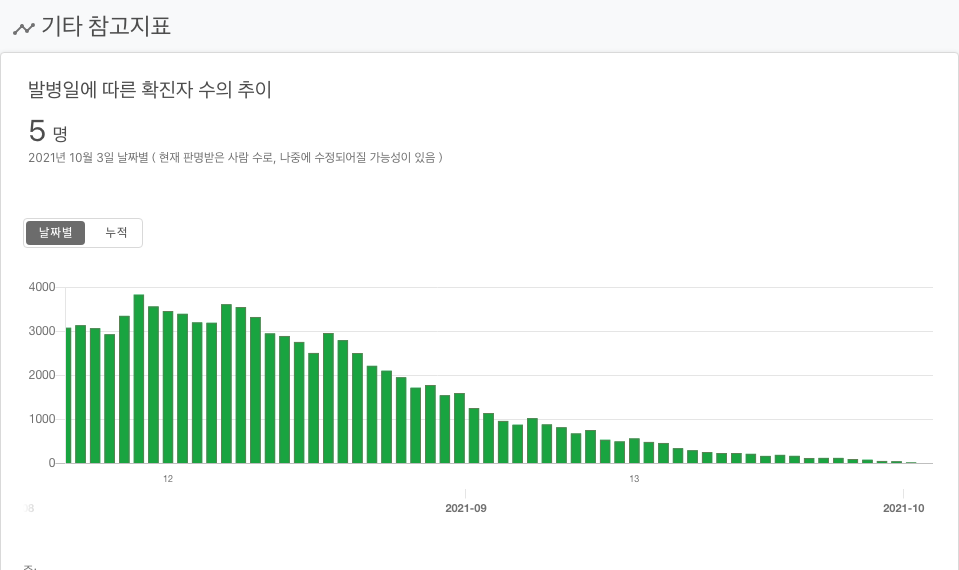 기타 참고지표
발병일에 따른 확진자 수의 추이
5 명
2021년 10월 3일 날짜별 ( 현재 판명받은 사람 수로, 나중에 수정되어질 가능성이 있음 )
날짜별 누적
4000
3000
2000
1000
0
12 13
2021-09 2021-10